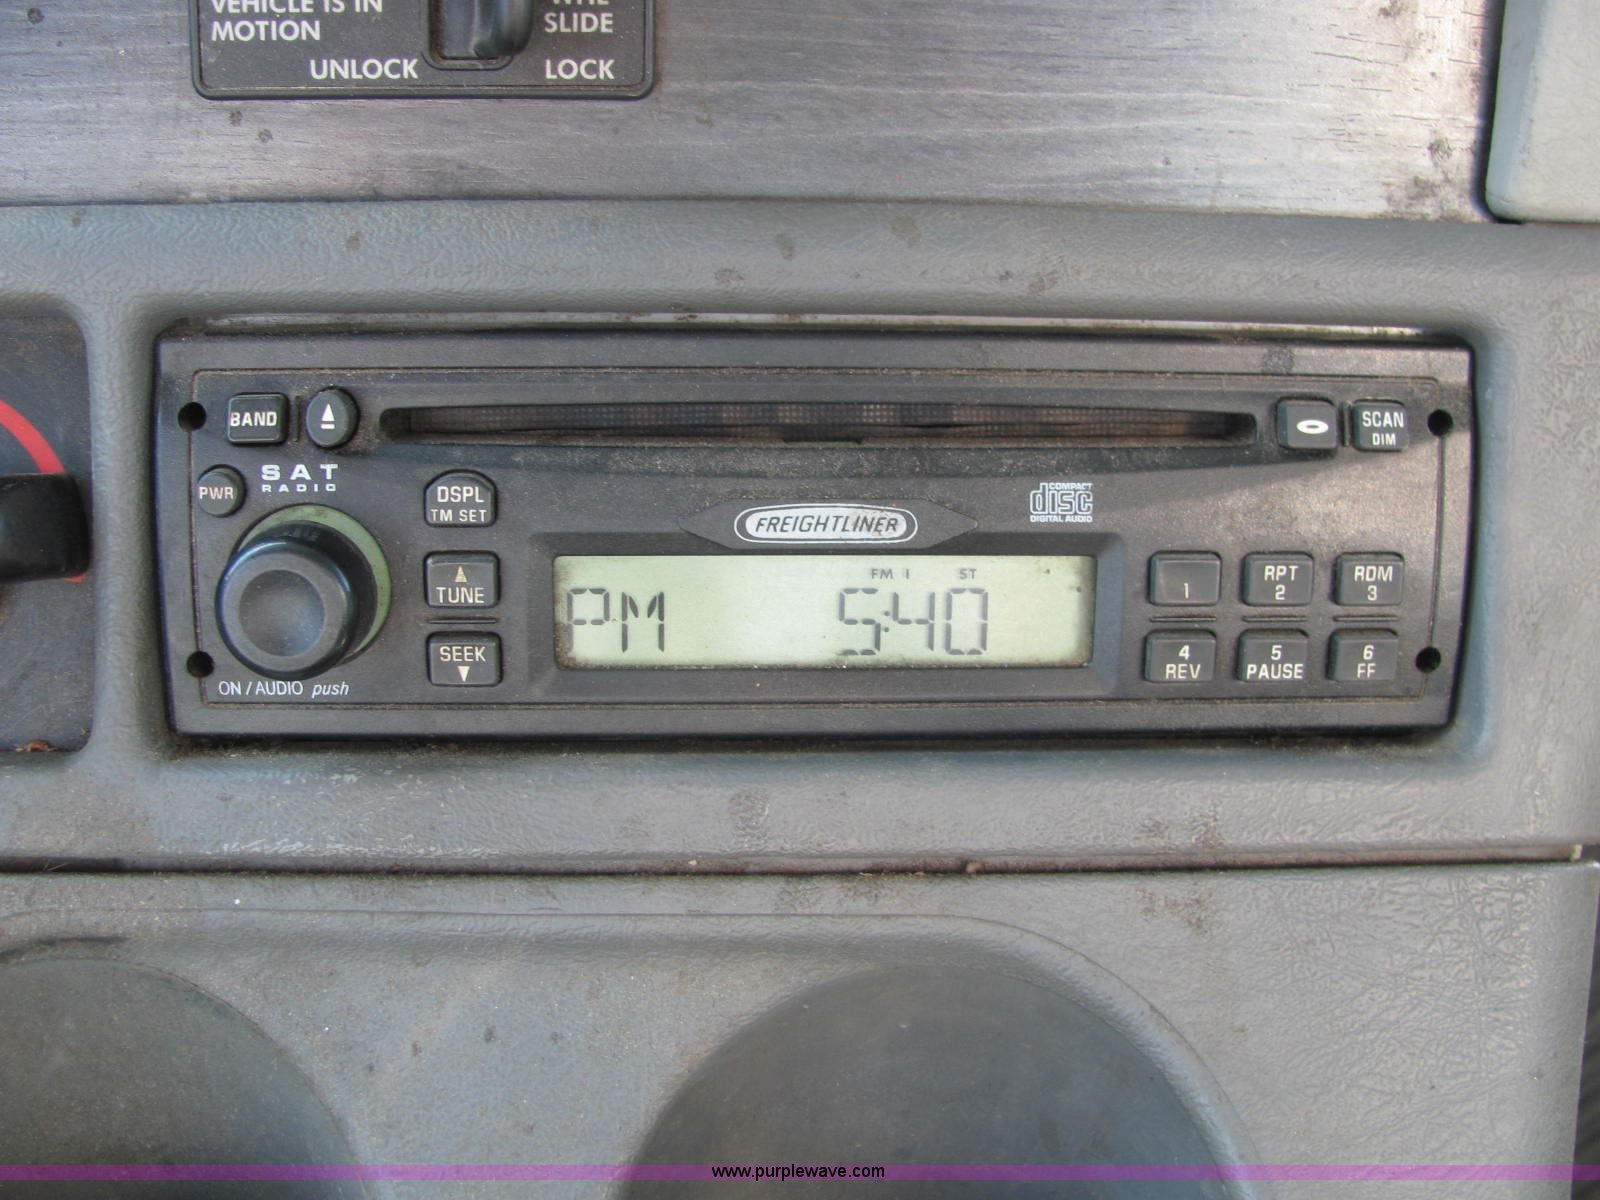 VEHICLE IS IN
MOTION
UNLOCK
WHL
SLIDE
LOCK
BAND
SCAN
DIM
SAT
RADIO
PWR
DSPL
TM SET
FREIGHTLINER
COMPACT
disc
DIGITAL AUDIO
TUNE
SEEK
ON / AUDIO push
FM 1 ST
PM 5:40
1
RPT
2
RDM
3
4
REV
5
PAUSE
6
FF
www.purplewave.com